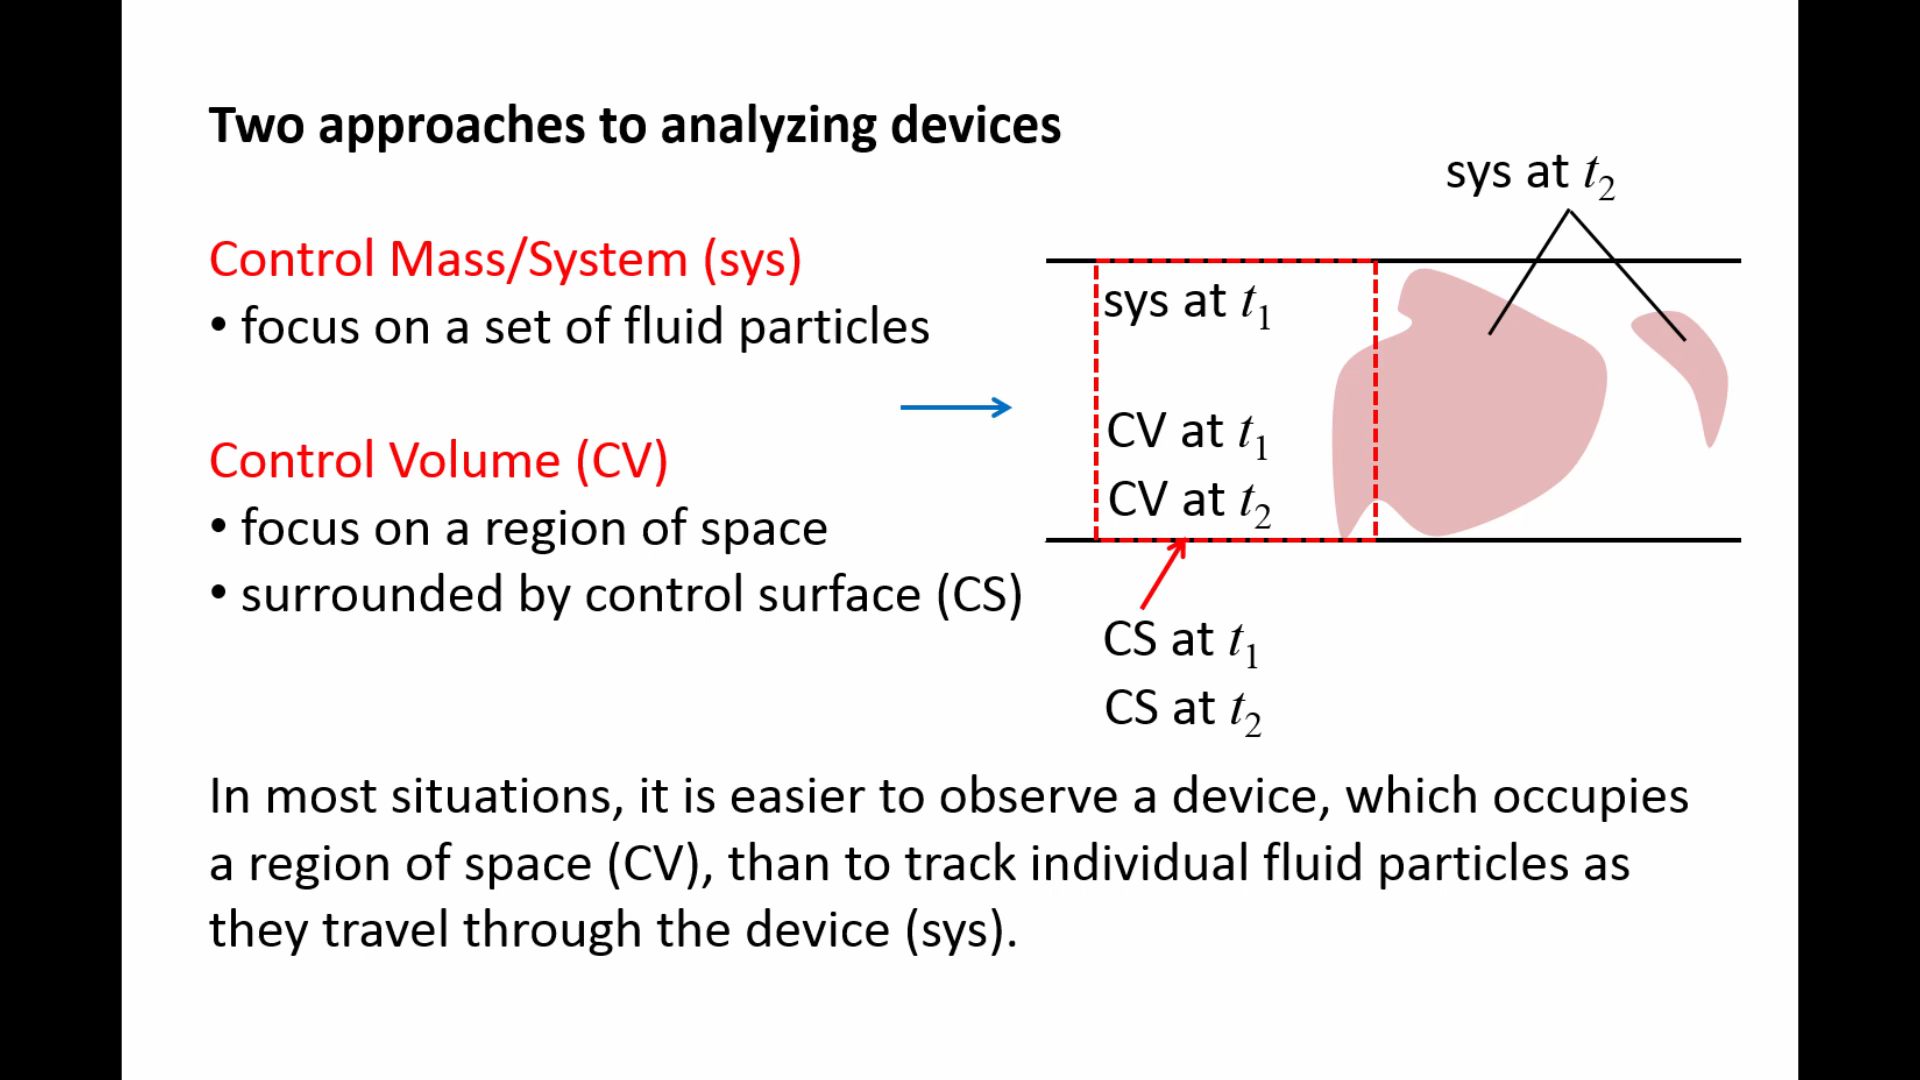 Two approaches to analyzing devices
Control Mass/System (sys)
• focus on a set of fluid particles
Control Volume (CV)
• focus on a region of space
• surrounded by control surface (CS)
sys at t₂
sys at t₁
CV at t₁
CV at t₂
CS at t₁
CS at t₂
In most situations, it is easier to observe a device, which occupies
a region of space (CV), than to track individual fluid particles as
they travel through the device (sys).